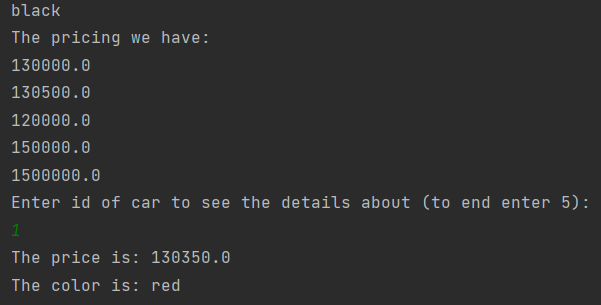 black
The pricing we have:
130000.0
130500.0
120000.0
150000.0
1500000.0
Enter id of car to see the details about (to end enter 5):
1
The price is: 130350.0
The color is: red